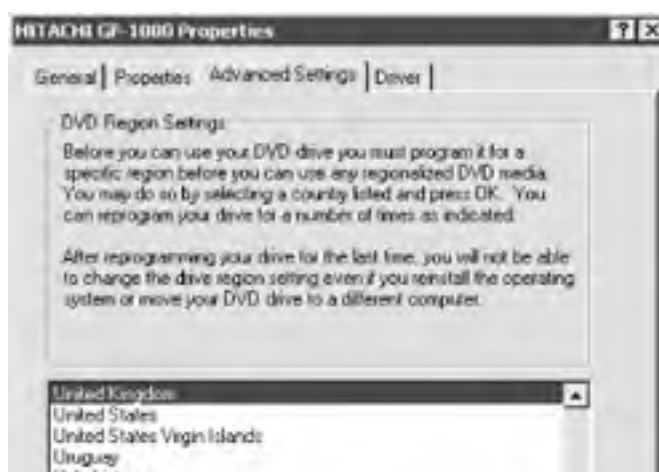 HITACHI GF-1000 Properties
General Properties Advanced Settings Driver
DVD Region Settings
Before you can use your DVD drive you must program it for a
specific region before you can use any regionalized DVD media.
You may do so by selecting a country listed and press OK. You
can reprogram your drive for a number of times as indicated.
After reprogramming your drive for the last time, you will not be able
to change the drive region setting even if you reinstall the operating
system or move your DVD drive to a different computer.
United Kingdom
United States
United States Virgin Islands
Uruguay